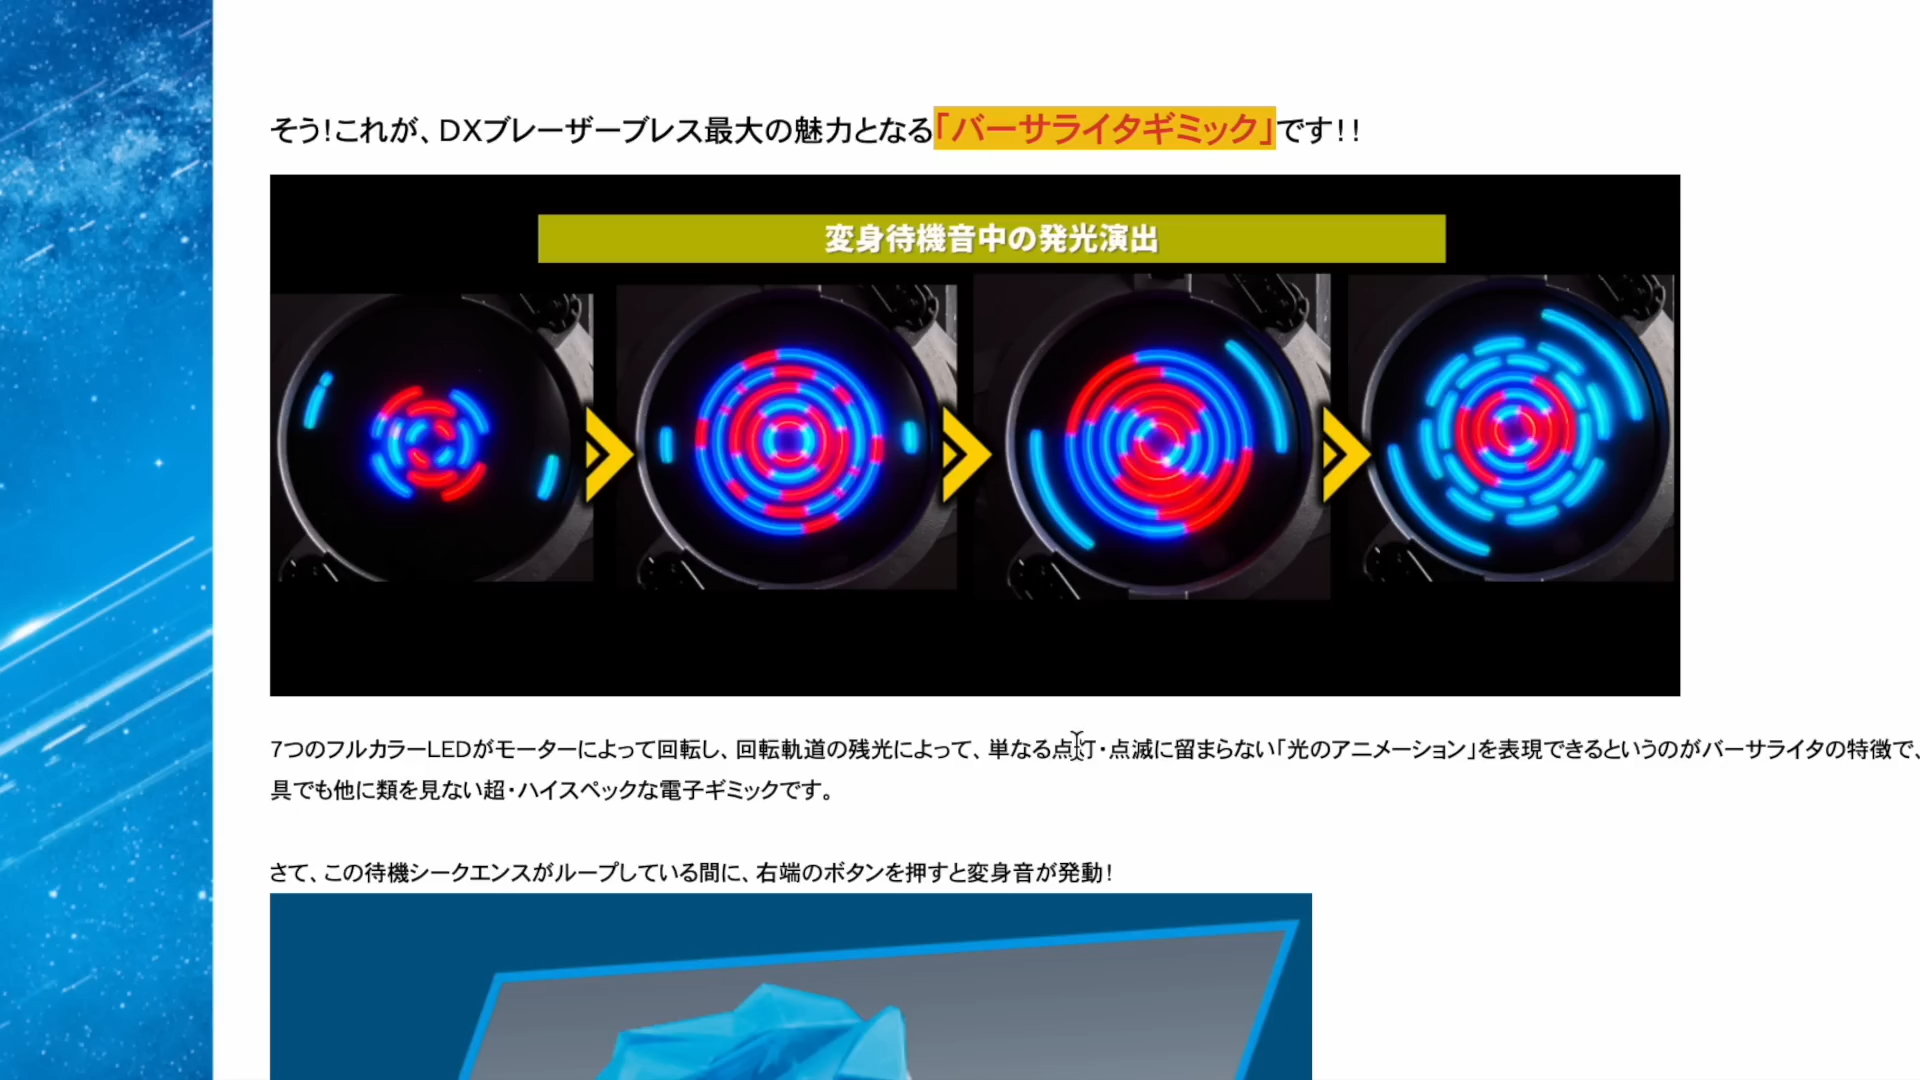 そう！これが、DXブレーザーブレス最大の魅力となる「バーサライタギミック」です！！
変身待機音中の発光演出
7つのフルカラーLEDがモーターによって回転し、回転軌道の残光によって、単なる点灯・点滅に留まらない「光のアニメーション」を表現できるというのがバーサライタの特徴で、
具でも他に類を見ない超・ハイスペックな電子ギミックです。
さて、この待機シークエンスがループしている間に、右端のボタンを押すと変身音が発動！